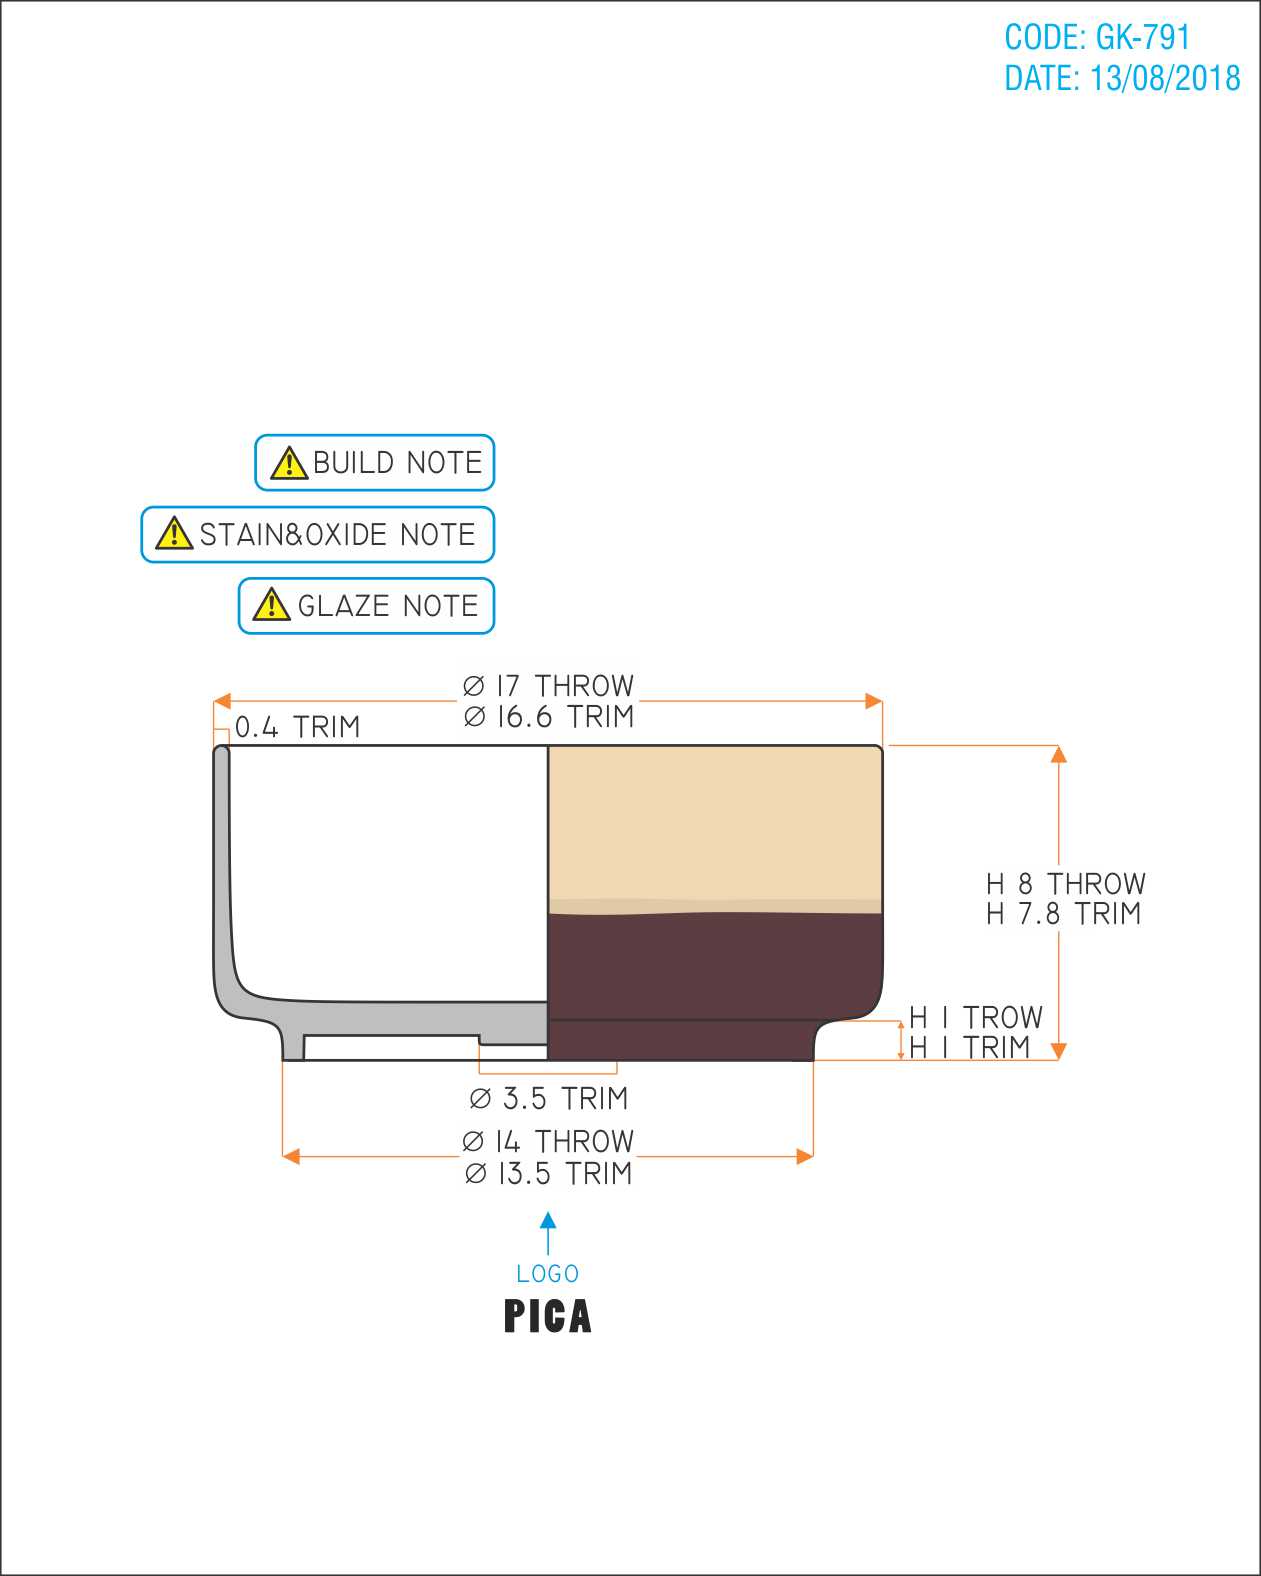 CODE: GK-791
DATE: 13/08/2018
BUILD NOTE
STAIN&OXIDE NOTE
GLAZE NOTE
Ø 17 THROW
Ø 16.6 TRIM
0.4 TRIM
H 8 THROW
H 7.8 TRIM
H 1 TROW
H 1 TRIM
Ø 3.5 TRIM
Ø 14 THROW
Ø 13.5 TRIM
LOGO
PICA